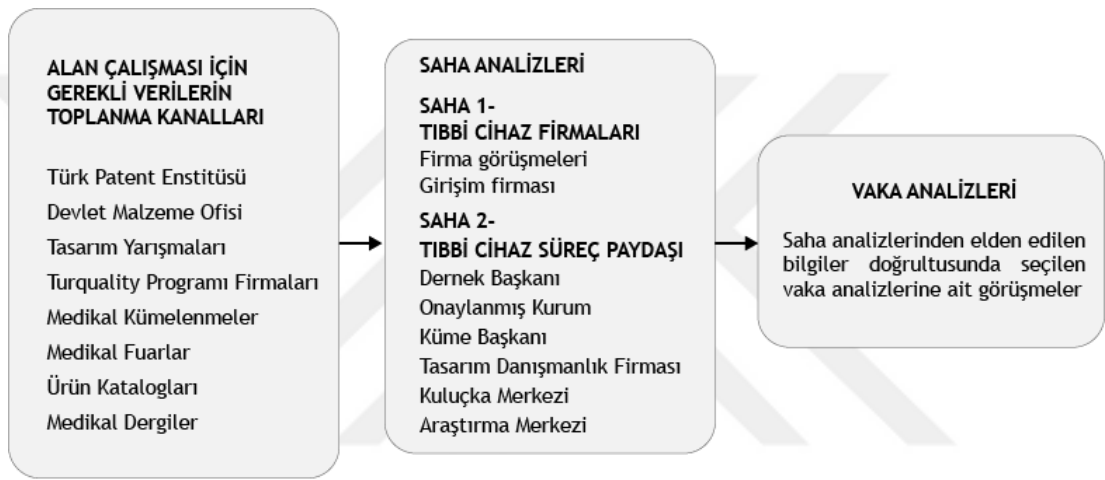 ALAN ÇALIŞMASI İÇİN
GEREKLİ VERİLERİN
TOPLANMA KANALLARI
Türk Patent Enstitüsü
Devlet Malzeme Ofisi
Tasarım Yarışmaları
Turquality Programı Firmaları
Medikal Kümelenmeler
Medikal Fuarlar
Ürün Katalogları
Medikal Dergiler
SAHA ANALİZLERİ
SAHA 1-
TIBBİ CİHAZ FİRMALARI
Firma görüşmeleri
Girişim firması
SAHA 2-
TIBBİ CİHAZ SÜREÇ PAYDAŞI
Dernek Başkanı
Onaylanmış Kurum
Küme Başkanı
Tasarım Danışmanlık Firması
Kuluçka Merkezi
Araştırma Merkezi
VAKA ANALİZLERİ
Saha analizlerinden elden edilen
bilgiler doğrultusunda seçilen
vaka analizlerine ait görüşmeler